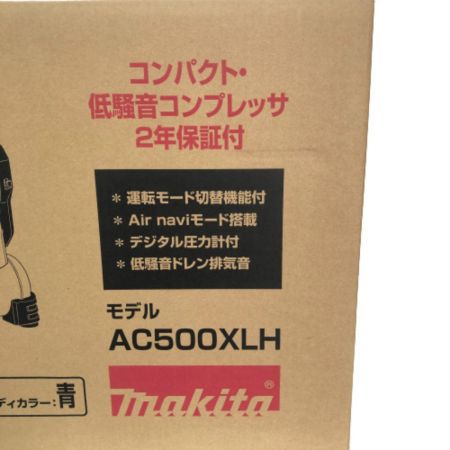 コンパクト・
低騒音コンプレッサ
2年保証付
＊ 運転モード切替機能付
＊ Air naviモード搭載
＊ デジタル圧力計付
＊ 低騒音ドレン排気音
モデル
AC500XLH
ディカラー：青
makita®